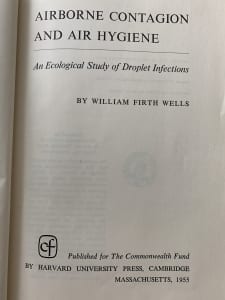 AIRBORNE CONTAGION
AND AIR HYGIENE
An Ecological Study of Droplet Infections
BY WILLIAM FIRTH WELLS
cf
Published for The Commonwealth Fund
BY HARVARD UNIVERSITY PRESS, CAMBRIDGE
MASSACHUSETTS, 1955